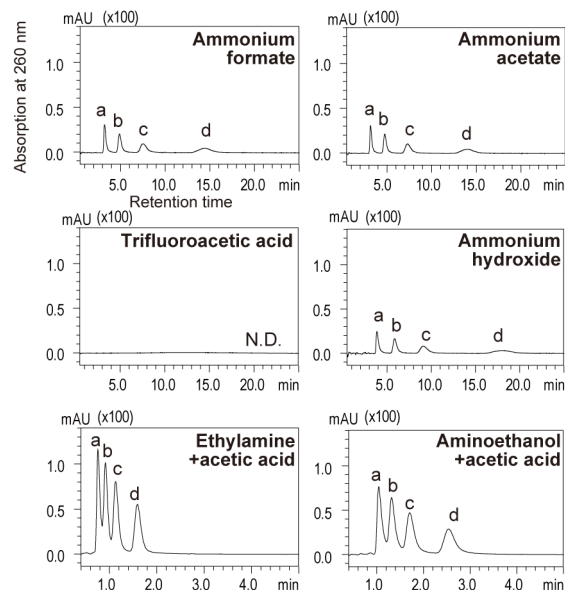 mAU (x100)
Ammonium
formate
Absorption at 260 nm
1.0
0.5
0.0
a
b
c
d
5.0 10.0 15.0 20.0 min
Retention time
mAU (x100)
Ammonium
acetate
1.0
0.5
0.0
a
b
c
d
5.0 10.0 15.0 20.0 min
mAU (x100)
Trifluoroacetic acid
1.0
0.5
0.0
N.D.
5.0 10.0 15.0 20.0 min
mAU (x100)
Ammonium
hydroxide
1.0
0.5
0.0
a
b
c
d
5.0 10.0 15.0 20.0 min
mAU (x100)
Ethylamine
+acetic acid
1.0
0.5
0.0
a
b
c
d
1.0 2.0 3.0 4.0 min
mAU (x100)
Aminoethanol
+acetic acid
1.0
0.5
0.0
a
b
c
d
1.0 2.0 3.0 4.0 min